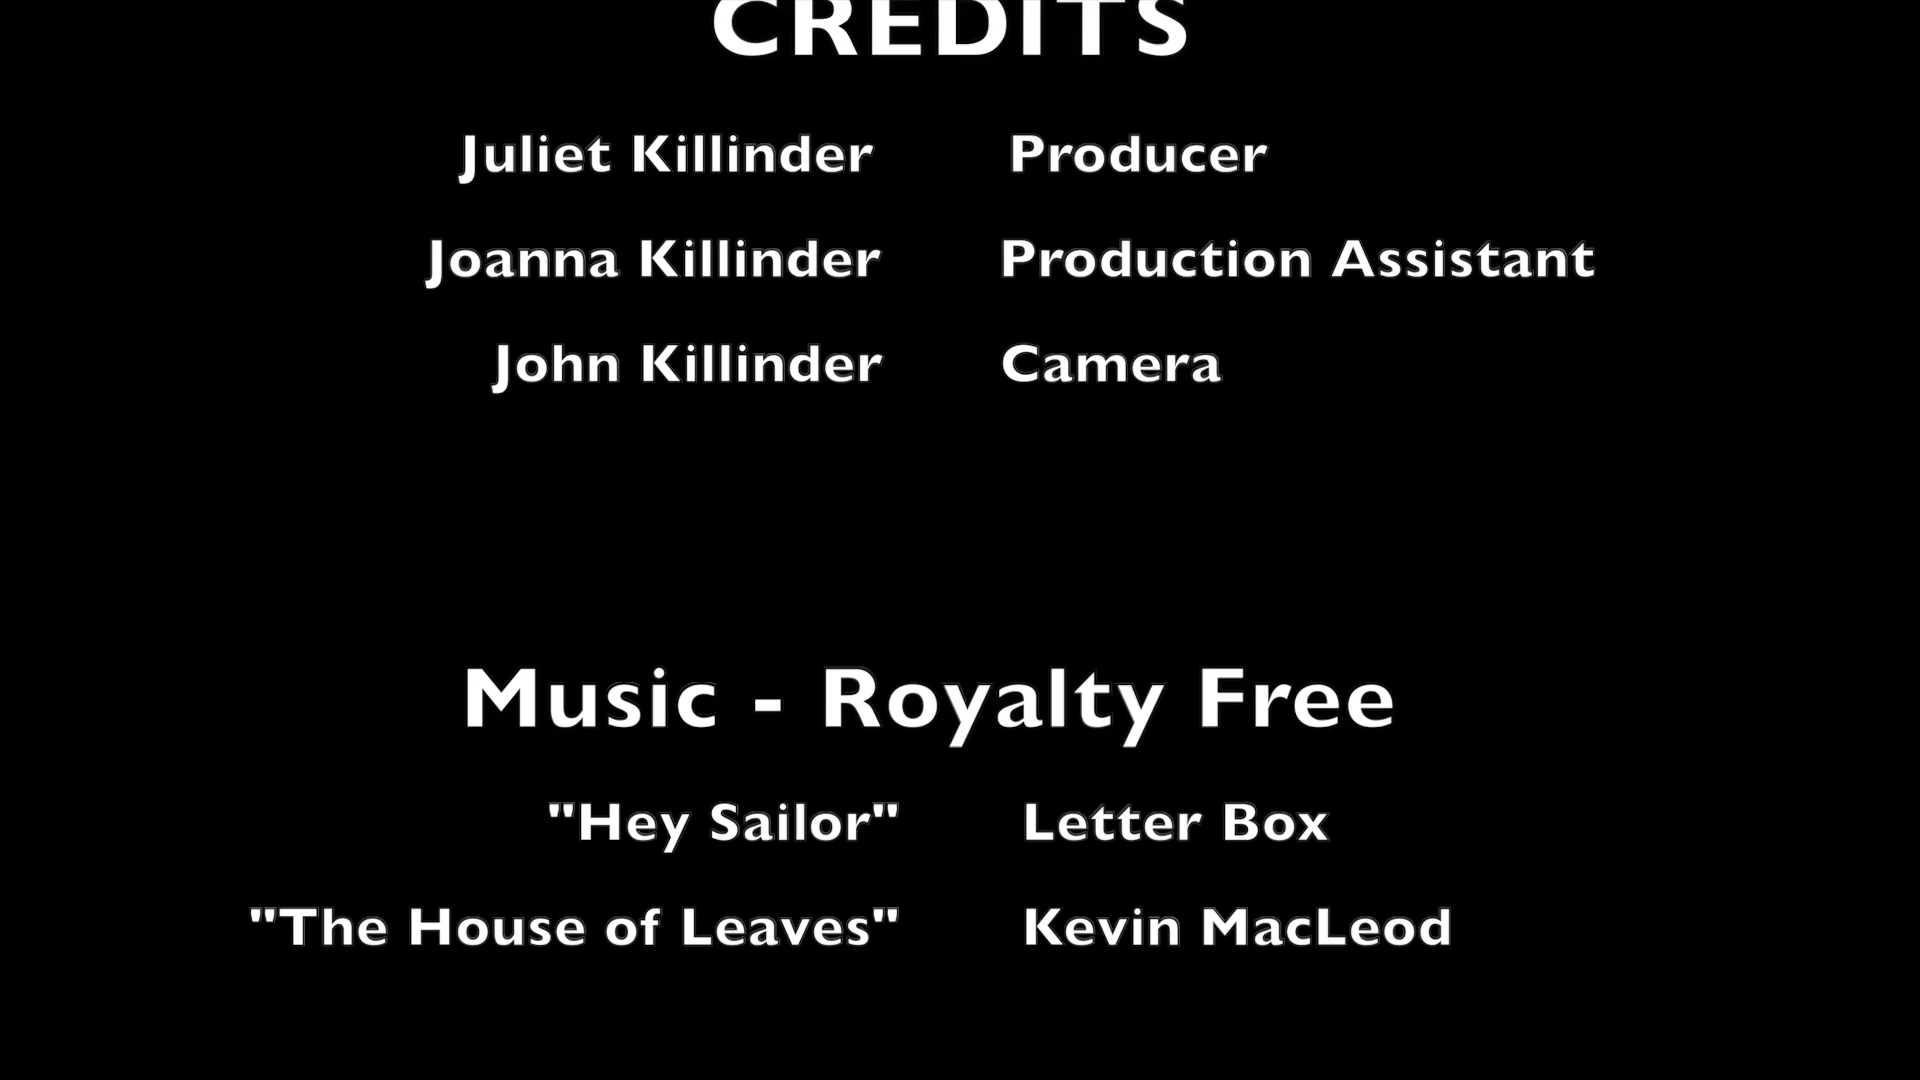 CREDITS
Juliet Killinder Producer
Joanna Killinder Production Assistant
John Killinder Camera
Music - Royalty Free
"Hey Sailor" Letter Box
"The House of Leaves" Kevin MacLeod